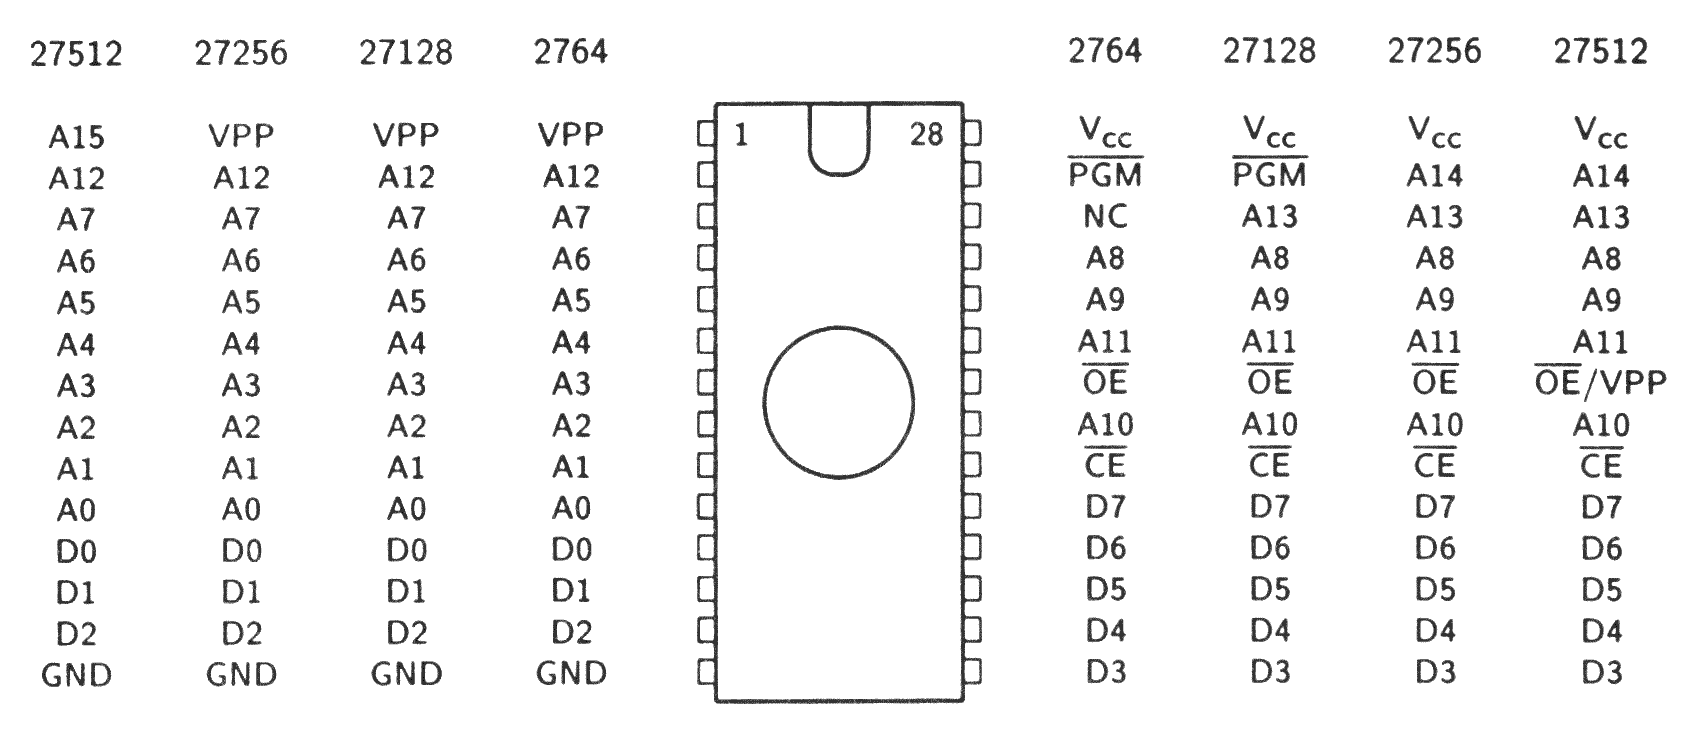 27512 27256 27128 2764 2764 27128 27256 27512
A15 VPP VPP VPP 1 28 Vcc Vcc Vcc Vcc
A12 A12 A12 A12 PGM PGM A14 A14
A7 A7 A7 A7 NC A13 A13 A13
A6 A6 A6 A6 A8 A8 A8 A8
A5 A5 A5 A5 A9 A9 A9 A9
A4 A4 A4 A4 A11 A11 A11 A11
A3 A3 A3 A3 OE OE OE OE/VPP
A2 A2 A2 A2 A10 A10 A10 A10
A1 A1 A1 A1 CE CE CE CE
A0 A0 A0 A0 D7 D7 D7 D7
D0 D0 D0 D0 D6 D6 D6 D6
D1 D1 D1 D1 D5 D5 D5 D5
D2 D2 D2 D2 D4 D4 D4 D4
GND GND GND GND D3 D3 D3 D3